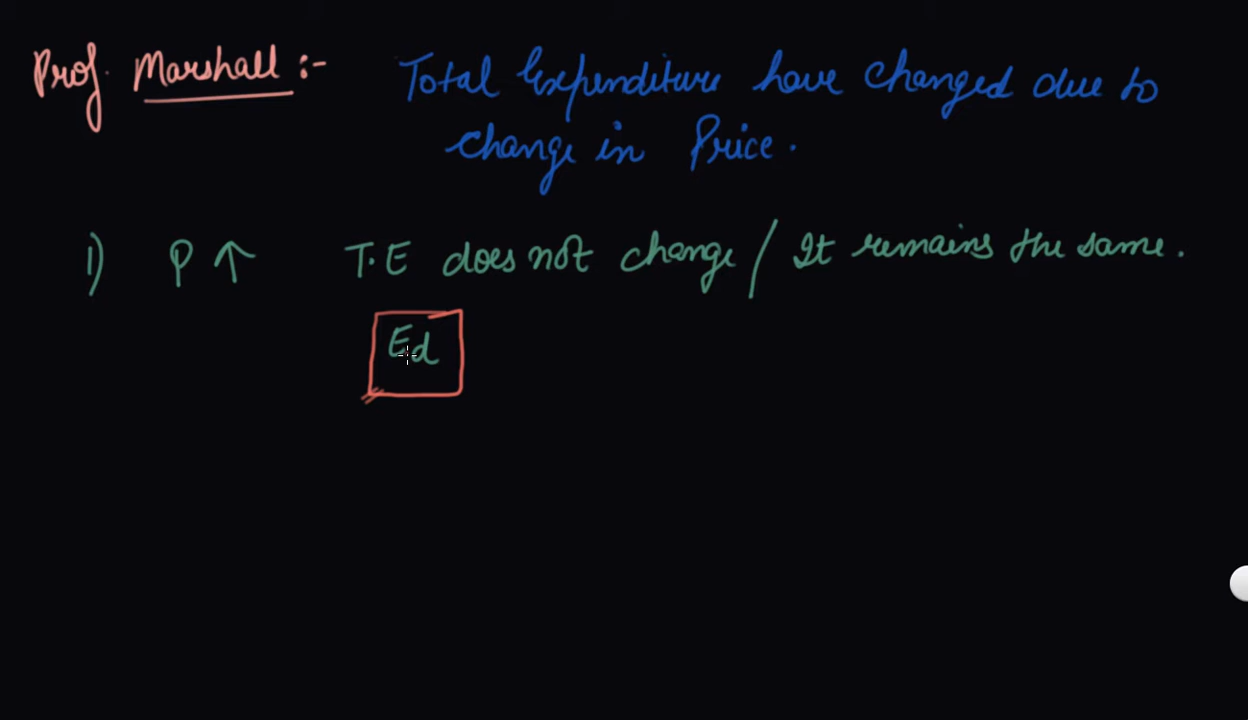 Prof. Marshall :- Total Expenditure have changed due to
change in Price.
1) P ↑ T.E does not change / It remains the same.
Ed